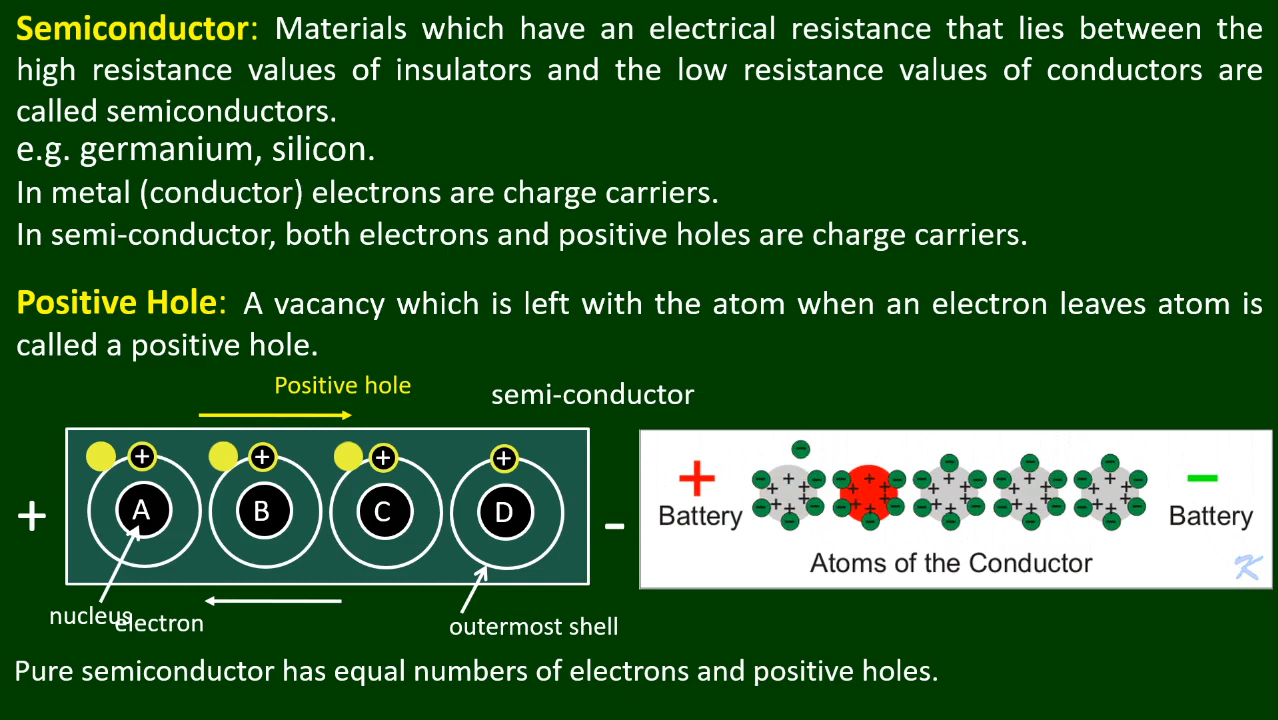 Semiconductor: Materials which have an electrical resistance that lies between the
high resistance values of insulators and the low resistance values of conductors are
called semiconductors.
e.g. germanium, silicon.
In metal (conductor) electrons are charge carriers.
In semi-conductor, both electrons and positive holes are charge carriers.
Positive Hole: A vacancy which is left with the atom when an electron leaves atom is
called a positive hole.
Positive hole
semi-conductor
+ + + +
+ A B C D -
nucleus
electron
outermost shell
+ −
Battery Battery
Atoms of the Conductor
K
Pure semiconductor has equal numbers of electrons and positive holes.